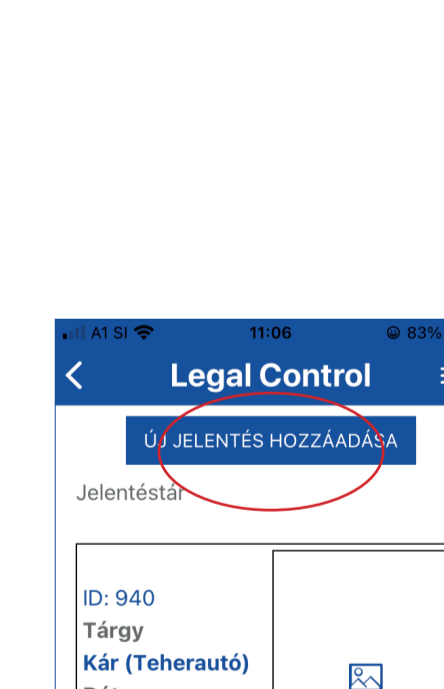 A1 SI 11:06 83%
Legal Control
ÚJ JELENTÉS HOZZÁADÁSA
Jelentéstár
ID: 940
Tárgy
Kár (Teherautó)